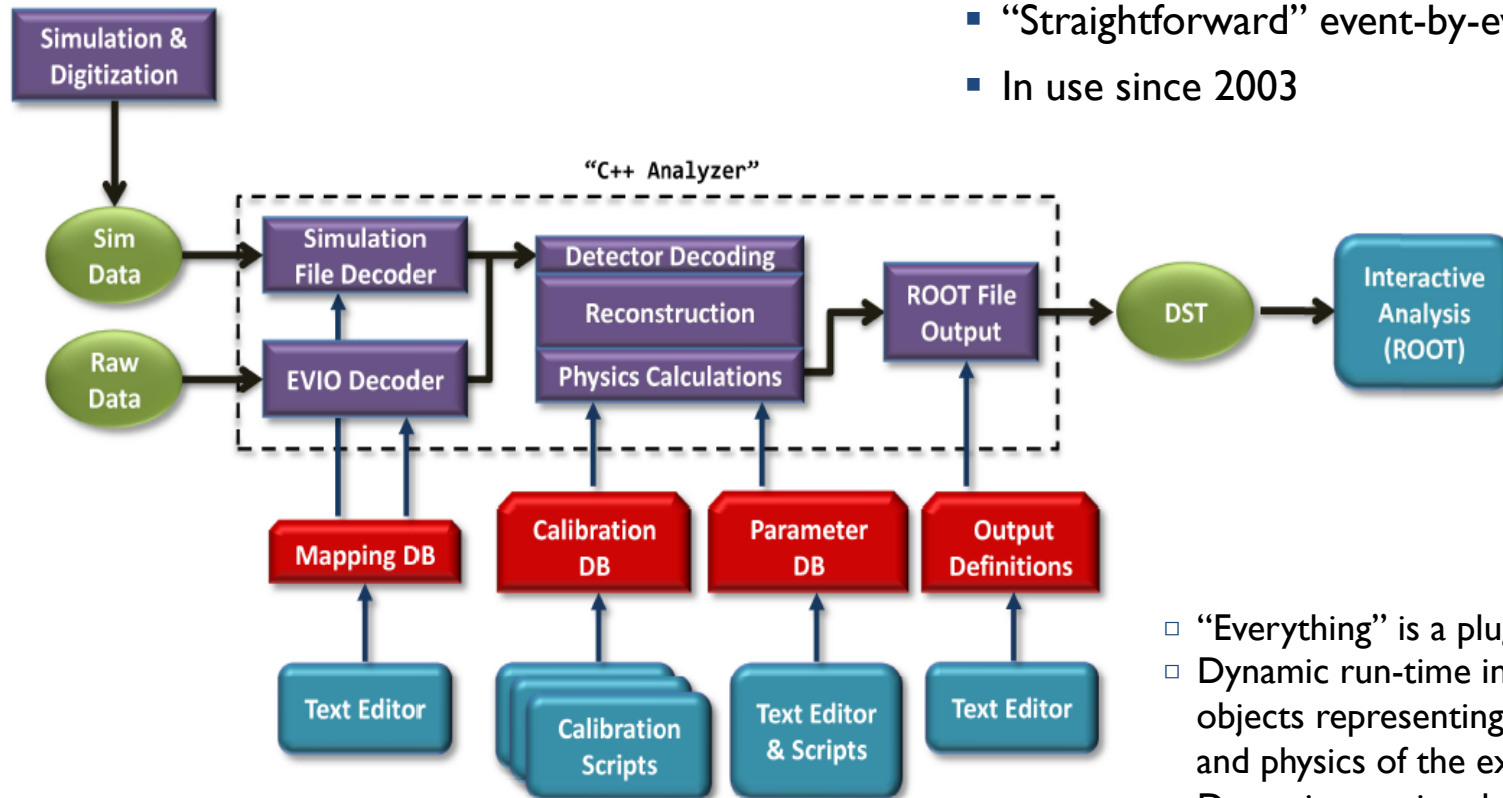 ▪ “Straightforward” event-by-ev
▪ In use since 2003
Simulation &
Digitization
“C++ Analyzer”
Sim
Data
Simulation
File Decoder
Detector Decoding
Reconstruction
Physics Calculations
ROOT File
Output
DST
Interactive
Analysis
(ROOT)
Raw
Data
EVIO Decoder
Mapping DB
Calibration
DB
Parameter
DB
Output
Definitions
Text Editor
Calibration
Scripts
Text Editor
& Scripts
Text Editor
▫ “Everything” is a plu
▫ Dynamic run-time in
objects representing
and physics of the ex